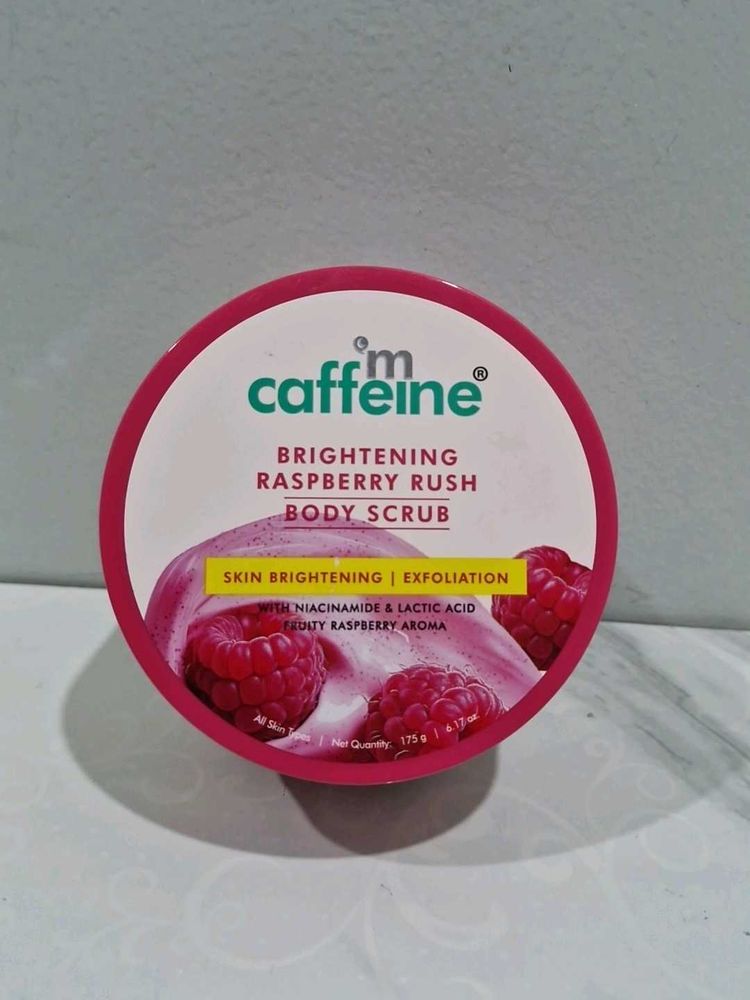 'm
caffeine®
BRIGHTENING
RASPBERRY RUSH
BODY SCRUB
SKIN BRIGHTENING | EXFOLIATION
WITH NIACINAMIDE & LACTIC ACID
FRUITY RASPBERRY AROMA
All Skin Types | Net Quantity: 175 g | 6.17 oz.